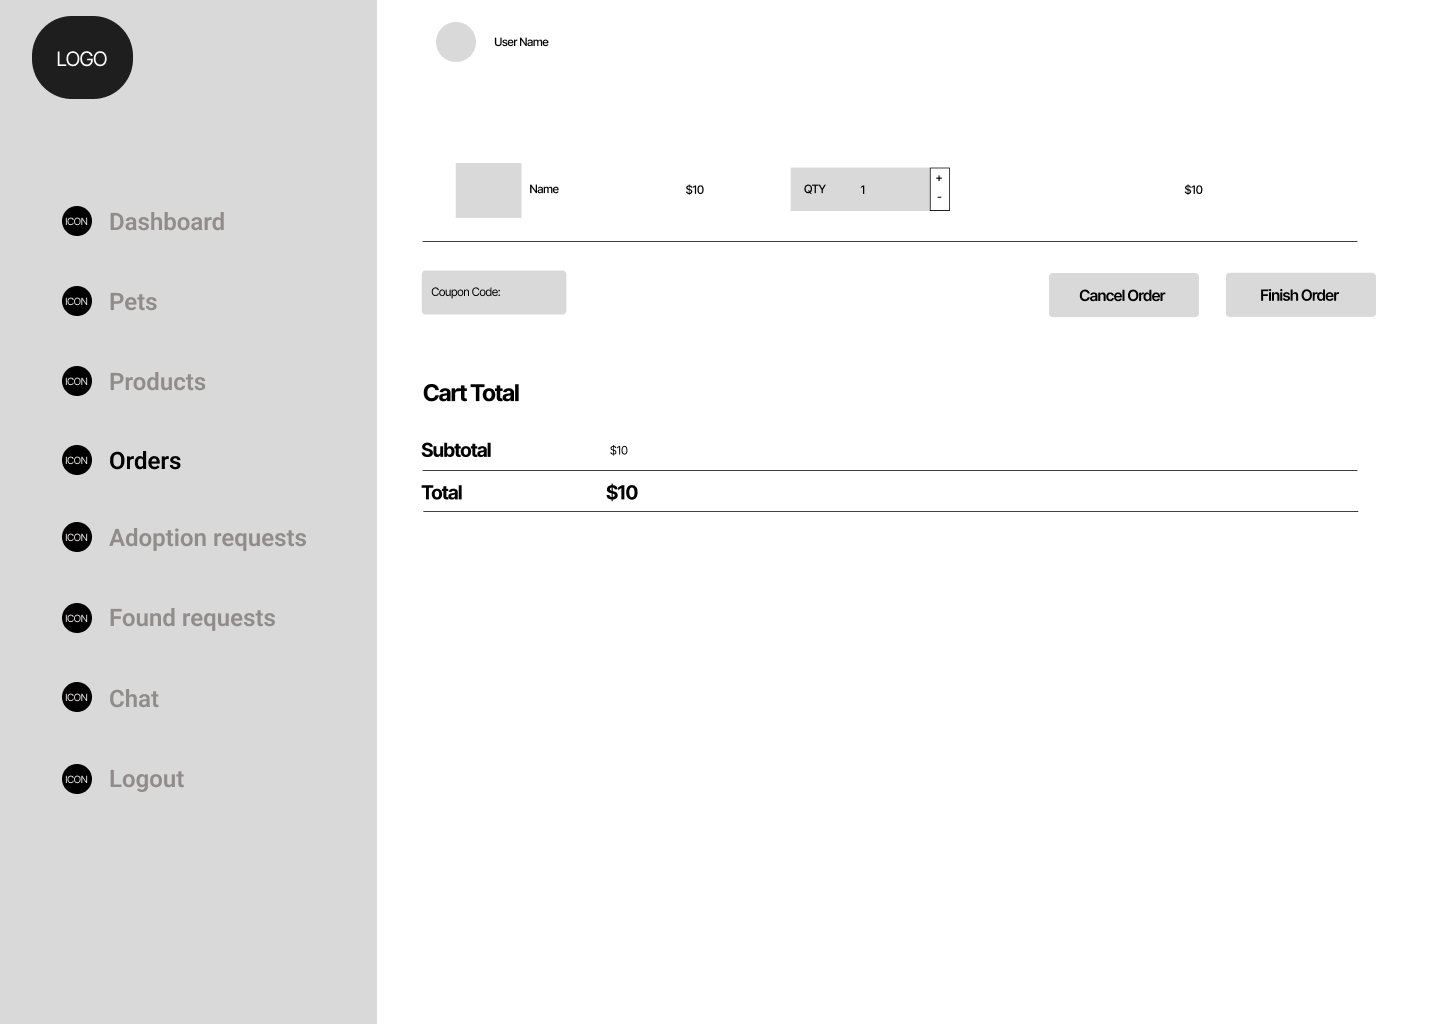 LOGO
ICON Dashboard
ICON Pets
ICON Products
ICON Orders
ICON Adoption requests
ICON Found requests
ICON Chat
ICON Logout
User Name
Name $10 QTY 1 + - $10
Coupon Code: Cancel Order Finish Order
Cart Total
Subtotal $10
Total $10